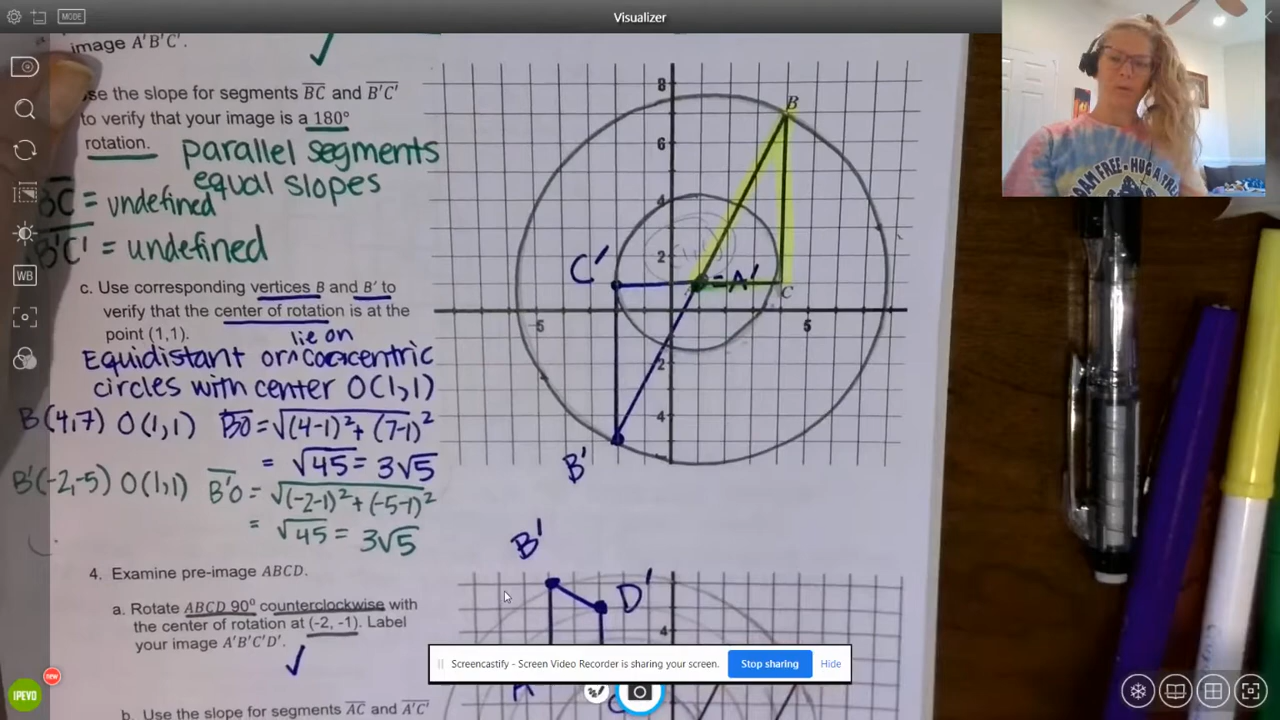 Visualizer
MODE
image A'B'C'.
se the slope for segments BC and B'C'
to verify that your image is a 180°
rotation.
parallel segments
equal slopes
BC = undefined
B'C' = undefined
c. Use corresponding vertices B and B' to
verify that the center of rotation is at the
point (1,1).
lie on
Equidistant or ^ concentric
circles with center O(1,1)
B(4,7) O(1,1) BO = √(4-1)²+(7-1)²
= √45 = 3√5
B'(-2,-5) O(1,1) B'O = √(-2-1)²+(-5-1)²
= √45 = 3√5
8
6
4
2
-5
5
2
4
B
C
=A'
C'
B'
4. Examine pre-image ABCD.
a. Rotate ABCD 90° counterclockwise with
the center of rotation at (-2, -1). Label
your image A'B'C'D'.
b. Use the slope for segments AC and A'C'
B'
D'
4
WB
Screencastify - Screen Video Recorder is sharing your screen.
Stop sharing
Hide
IPEVO
new